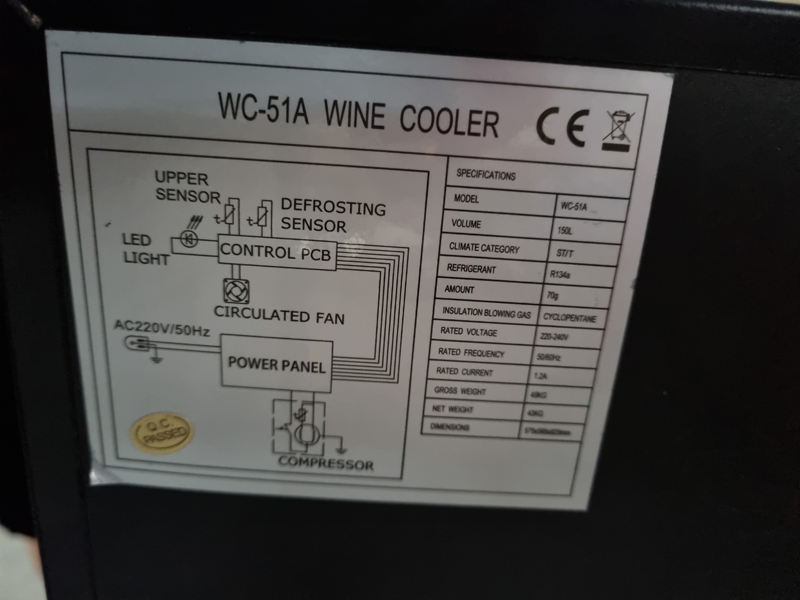 WC-51A WINE COOLER CE
UPPER
SENSOR
t
t
DEFROSTING
SENSOR
LED
LIGHT
CONTROL PCB
CIRCULATED FAN
AC220V/50Hz
POWER PANEL
COMPRESSOR
Q.C.
PASSED
SPECIFICATIONS
MODEL WC-51A
VOLUME 150L
CLIMATE CATEGORY ST/T
REFRIGERANT R134a
AMOUNT 70g
INSULATION BLOWING GAS CYCLOPENTANE
RATED VOLTAGE 220-240V
RATED FREQUENCY 50/60Hz
RATED CURRENT 1.2A
GROSS WEIGHT
NET WEIGHT
DIMENSIONS